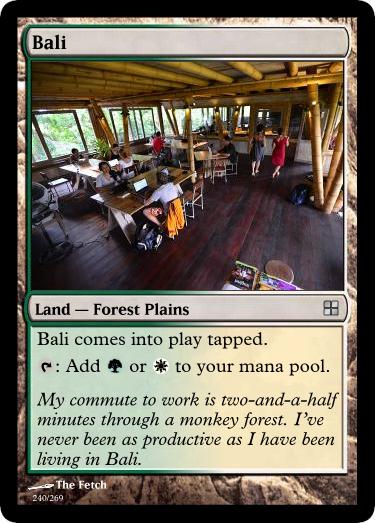 Bali
Land — Forest Plains
Bali comes into play tapped.
: Add or to your mana pool.
My commute to work is two-and-a-half
minutes through a monkey forest. I've
never been as productive as I have been
living in Bali.
The Fetch
240/269